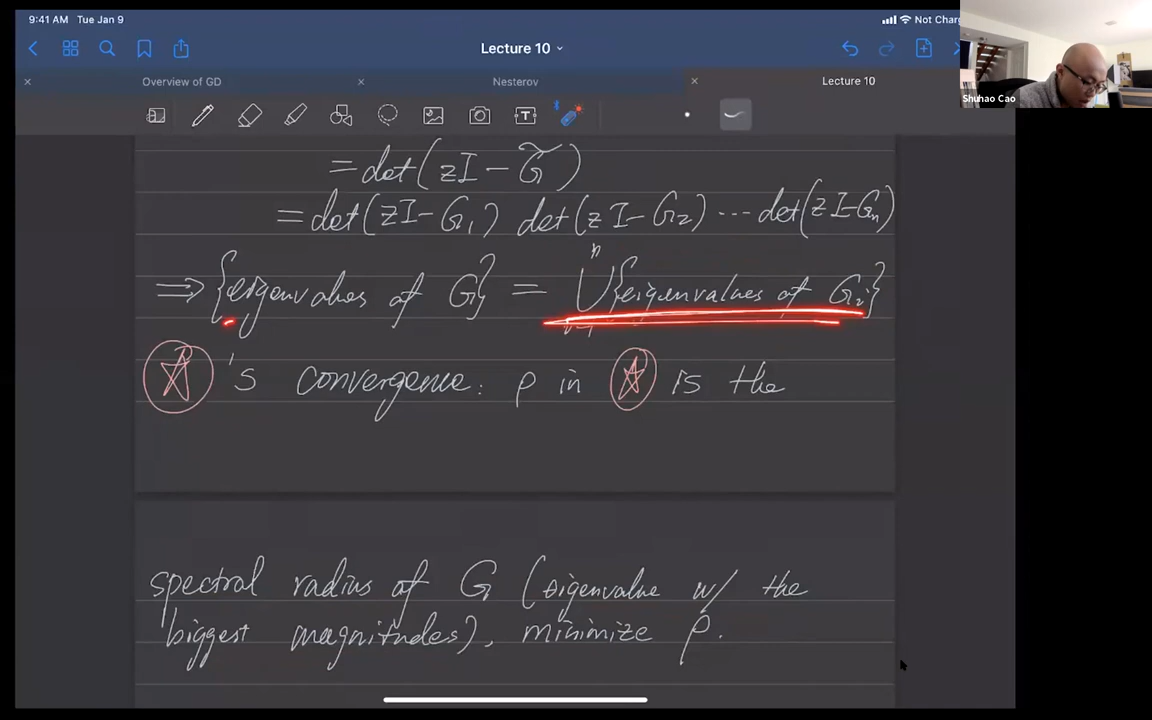 9:41 AM Tue Jan 9
Not Charg
Lecture 10
Overview of GD
Nesterov
Lecture 10
Shuhao Cao
= det(zI - G̃)
= det(zI - G₁) det(zI - G₂) ... det(zI - Gₙ)
⇒ {eigenvalues of G} = ⋃ⁿᵢ₌₁ {eigenvalues of Gᵢ}
☆'s convergence: ρ in ☆ is the
spectral radius of G (eigenvalue w/ the
biggest magnitudes), minimize ρ.